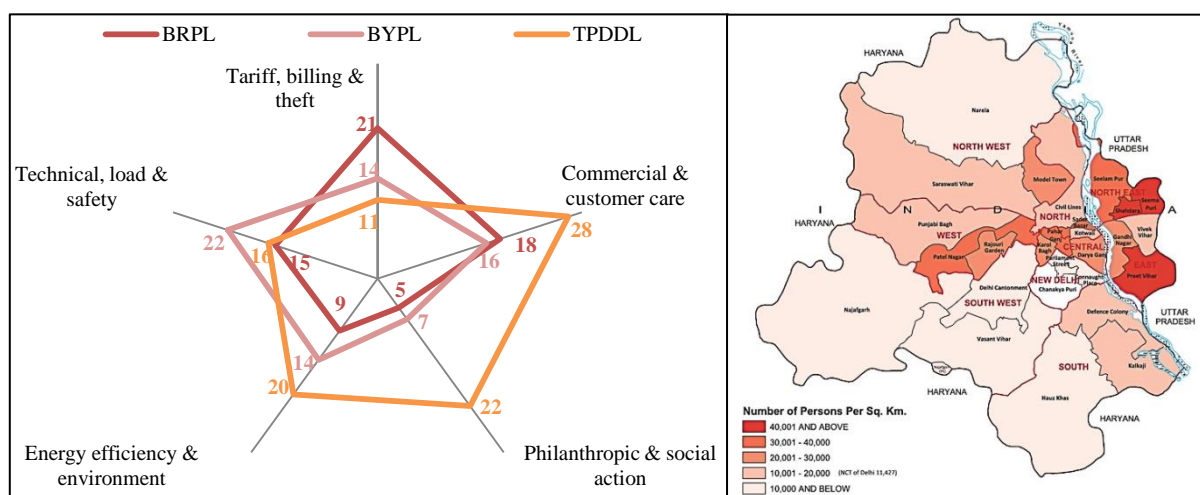 BRPL
BYPL
TPDDL
Tariff, billing &
theft
21
14
11
Commercial &
customer care
28
18
16
Technical, load &
safety
22
16
15
9
5
7
14
20
22
Energy efficiency &
environment
Philanthropic & social
action
HARYANA
Narela
UTTAR
PRADESH
NORTH WEST
Model Town
Seelam Pur
NORTH EAST
Seema
Puri
Shahdara
Saraswati Vihar
Civil Lines
I N D I A
HARYANA
Punjabi Bagh
NORTH
Sadar
Bazar
Kotwali
Vivek
Vihar
WEST
Pahar
Ganj
Gandhi
Nagar
Patel Nagar
Rajouri
Garden
Karol
Bagh
CENTRAL
Darya Ganj
Parliament
Street
EAST
Preet Vihar
Connaught
Place
NEW DELHI
Chanakya Puri
Delhi Cantonment
Najafgarh
SOUTH WEST
Defence Colony
UTTAR
PRADESH
Vasant Vihar
Kalkaji
SOUTH
HARYANA
Hauz Khas
HARYANA
Number of Persons Per Sq. Km.
40,001 AND ABOVE
30,001 - 40,000
20,001 - 30,000
10,001 - 20,000 (NCT of Delhi 11,427)
10,000 AND BELOW